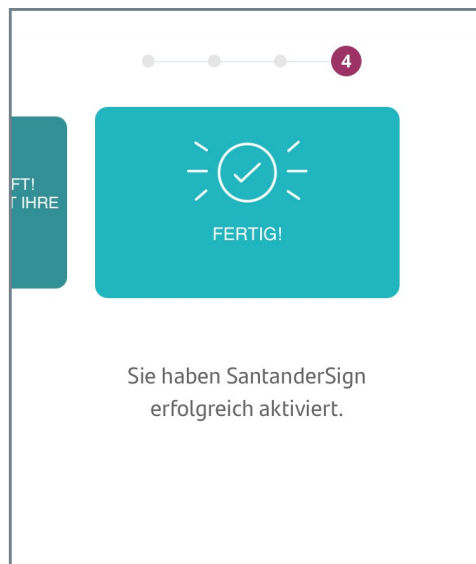 4
FT!
T IHRE
FERTIG!
Sie haben SantanderSign
erfolgreich aktiviert.